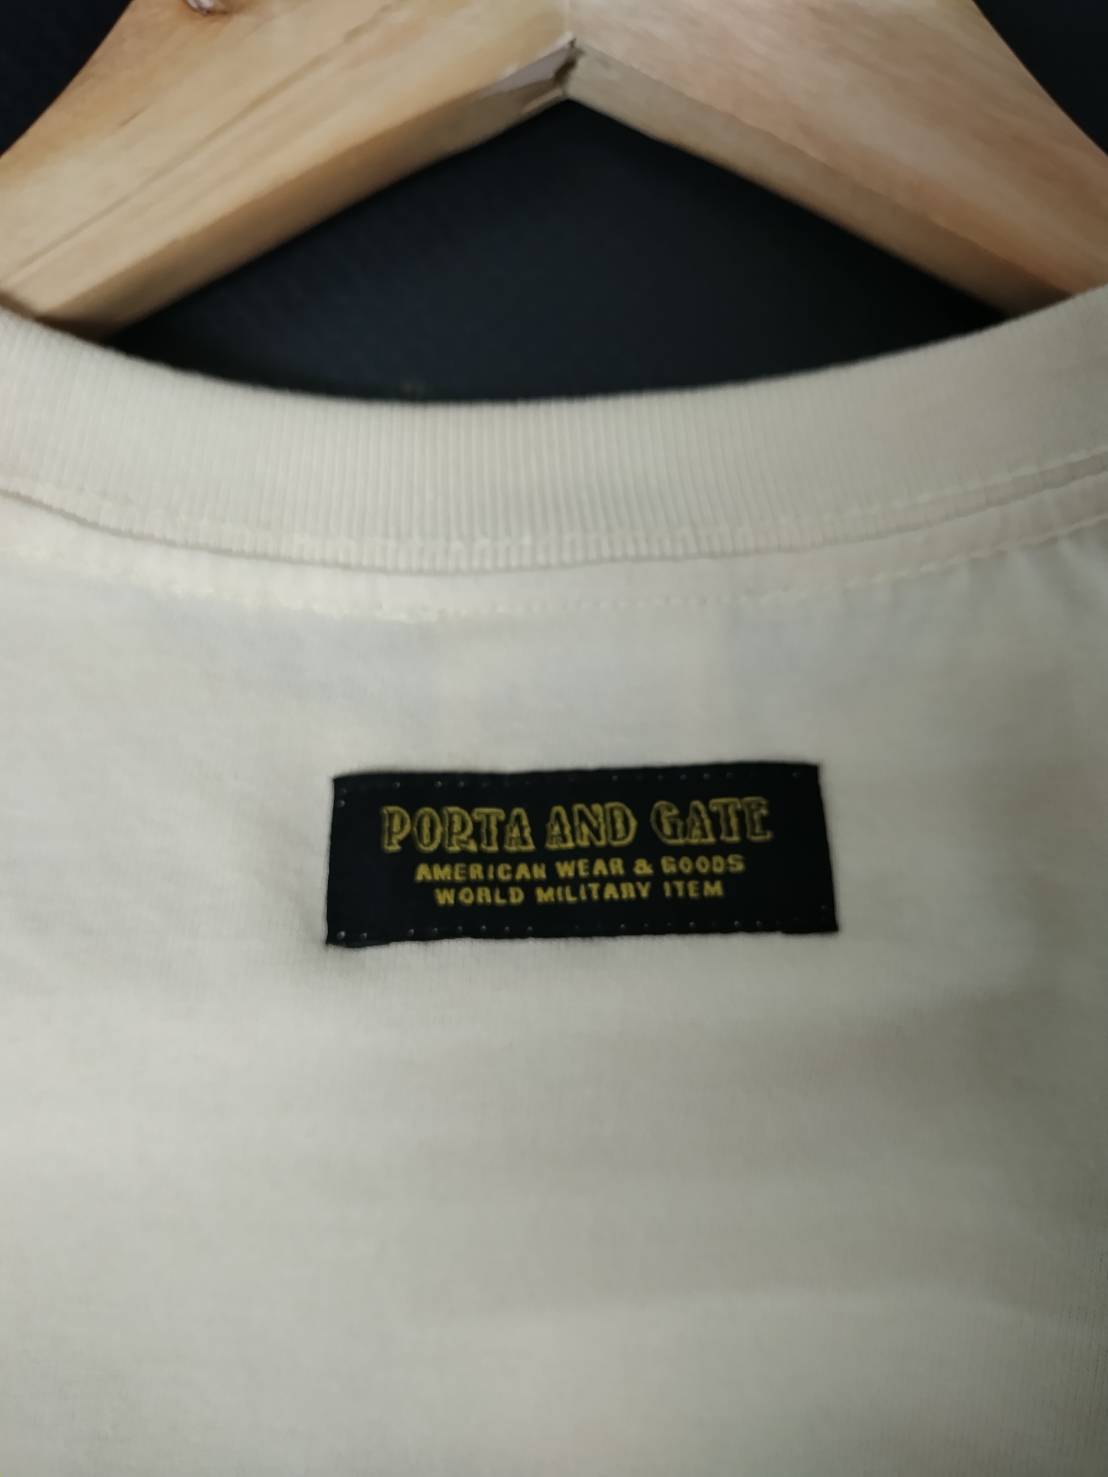 PORTA AND GATE
AMERICAN WEAR & GOODS
WORLD MILITARY ITEM